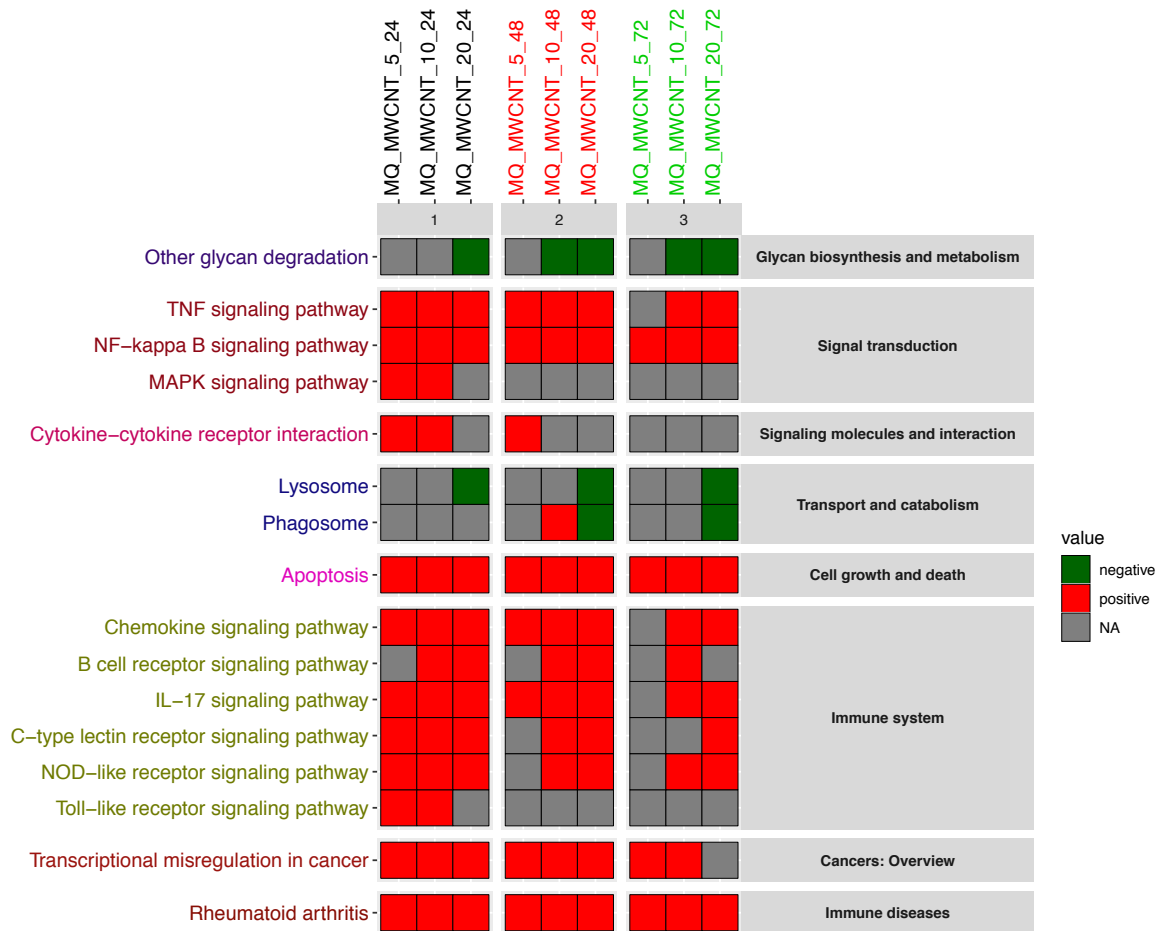 MQ_MWCNT_5_24
MQ_MWCNT_10_24
MQ_MWCNT_20_24
MQ_MWCNT_5_48
MQ_MWCNT_10_48
MQ_MWCNT_20_48
MQ_MWCNT_5_72
MQ_MWCNT_10_72
MQ_MWCNT_20_72
1
2
3
Other glycan degradation
Glycan biosynthesis and metabolism
TNF signaling pathway
NF−kappa B signaling pathway
MAPK signaling pathway
Signal transduction
Cytokine−cytokine receptor interaction
Signaling molecules and interaction
Lysosome
Phagosome
Transport and catabolism
Apoptosis
Cell growth and death
Chemokine signaling pathway
B cell receptor signaling pathway
IL−17 signaling pathway
C−type lectin receptor signaling pathway
NOD−like receptor signaling pathway
Toll−like receptor signaling pathway
Immune system
Transcriptional misregulation in cancer
Cancers: Overview
Rheumatoid arthritis
Immune diseases
value
negative
positive
NA